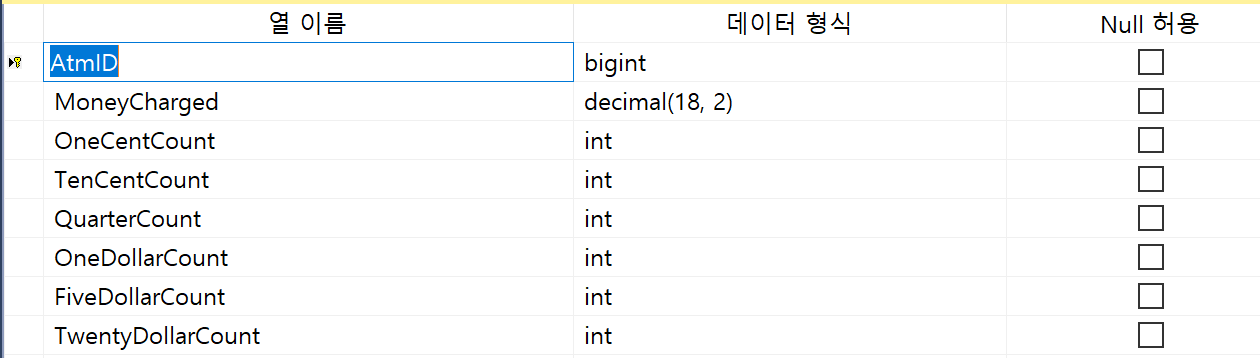 열 이름 데이터 형식 Null 허용
AtmID bigint
MoneyCharged decimal(18, 2)
OneCentCount int
TenCentCount int
QuarterCount int
OneDollarCount int
FiveDollarCount int
TwentyDollarCount int